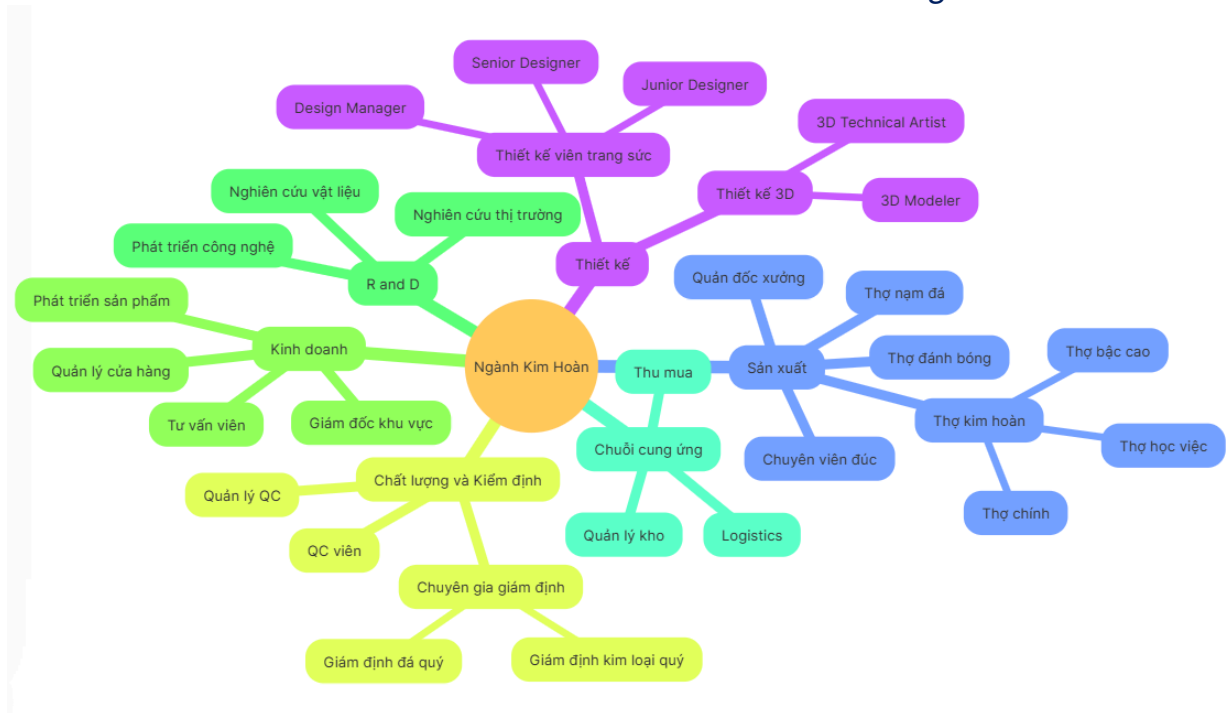 g
Senior Designer
Junior Designer
Design Manager
3D Technical Artist
Thiết kế viên trang sức
Nghiên cứu vật liệu
Thiết kế 3D
3D Modeler
Nghiên cứu thị trường
Phát triển công nghệ
Thiết kế
R and D
Quản đốc xưởng
Thợ nạm đá
Phát triển sản phẩm
Kinh doanh
Thợ bậc cao
Thợ đánh bóng
Ngành Kim Hoàn
Thu mua
Sản xuất
Quản lý cửa hàng
Thợ kim hoàn
Tư vấn viên
Giám đốc khu vực
Chuỗi cung ứng
Thợ học việc
Chuyên viên đúc
Chất lượng và Kiểm định
Quản lý QC
Thợ chính
Quản lý kho
Logistics
QC viên
Chuyên gia giám định
Giám định đá quý
Giám định kim loại quý